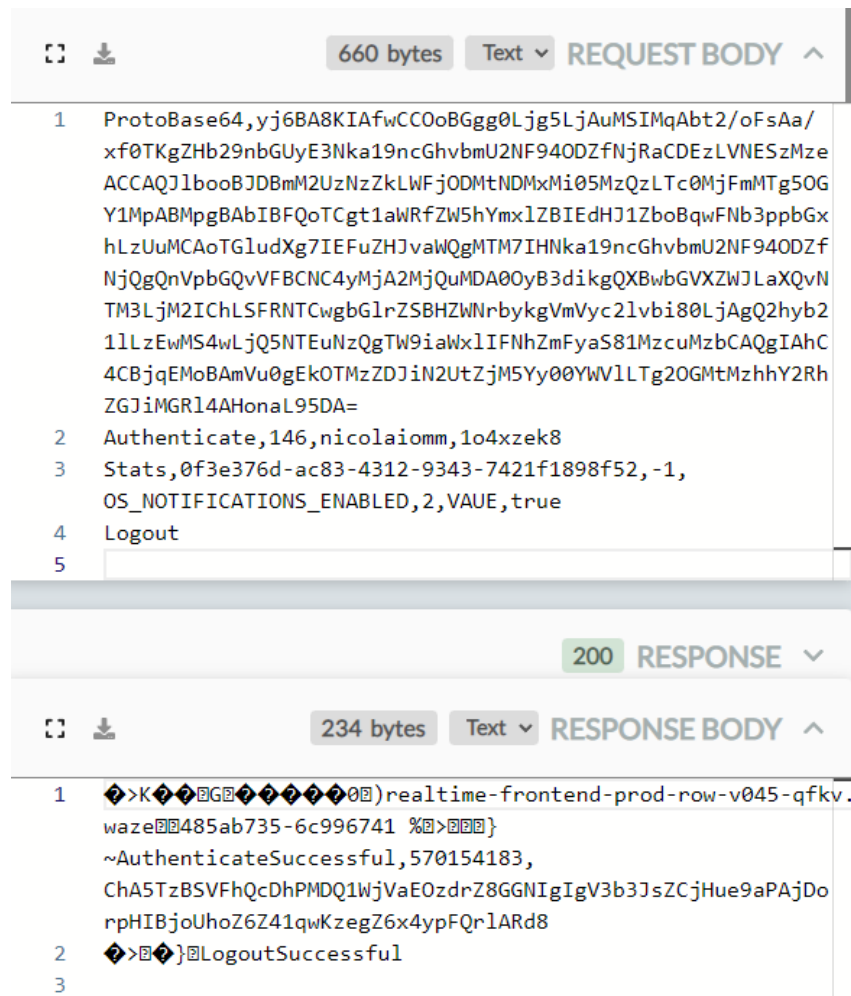 660 bytes Text REQUEST BODY
1 ProtoBase64,yj6BA8KIAfwCCOoBGgg0Ljg5LjAuMSIMqAbt2/oFsAa/
xf0TKgZHb29nbGUyE3Nka19ncGhvbmU2NF94ODZfNjRaCDEzLVNESzMze
ACCAQJlbooBJDBmM2UzNzZkLWFjODMtNDMxMi05MzQzLTc0MjFmMTg5OG
Y1MpABMpgBAbIBFQoTCgt1aWRfZW5hYmxlZBIEdHJ1ZboBqwFNb3ppbGx
hLzUuMCAoTGludXg7IEFuZHJvaWQgMTM7IHNka19ncGhvbmU2NF94ODZf
NjQgQnVpbGQvVFBCNC4yMjA2MjQuMDA0OyB3dikgQXBwbGVXZWJLaXQvN
TM3LjM2IChLSFRNTCwgbGlrZSBHZWNrbykgVmVyc2lvbi80LjAgQ2hyb2
1lLzEwMS4wLjQ5NTEuNzQgTW9iaWxlIFNhZmFyaS81MzcuMzbCAQgIAhC
4CBjqEMoBAmVu0gEkOTMzZDJiN2UtZjM5Yy00YWVlLTg2OGMtMzhhY2Rh
ZGJiMGRl4AHonaL95DA=
2 Authenticate,146,nicolaiomm,1o4xzek8
3 Stats,0f3e376d-ac83-4312-9343-7421f1898f52,-1,
OS_NOTIFICATIONS_ENABLED,2,VAUE,true
4 Logout
5
200 RESPONSE
234 bytes Text RESPONSE BODY
1 �>K��G�����0)realtime-frontend-prod-row-v045-qfkv.
waze485ab735-6c996741 %>}
~AuthenticateSuccessful,570154183,
ChA5TzBSVFhQcDhPMDQ1WjVaEOzdrZ8GGNIgIgV3b3JsZCjHue9aPAjDo
rpHIBjoUhoZ6Z41qwKzegZ6x4ypFQrlARd8
2 �>�}LogoutSuccessful
3